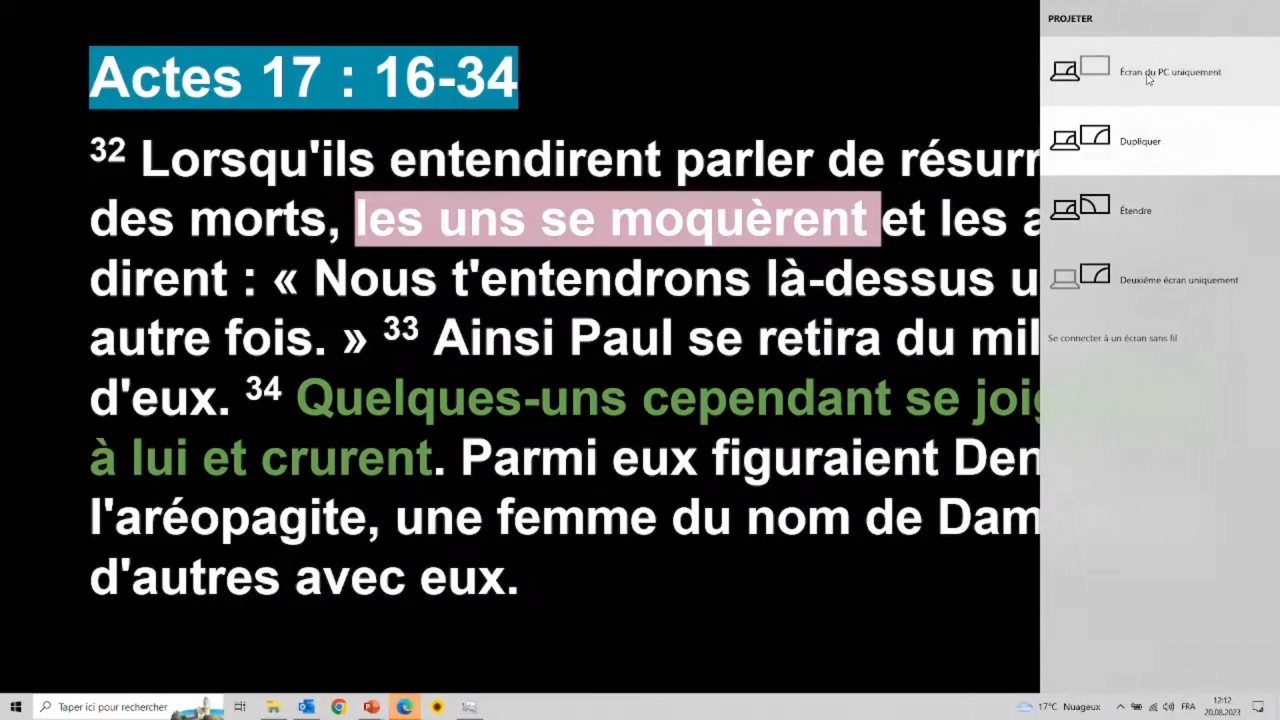 Actes 17 : 16-34
32 Lorsqu'ils entendirent parler de résurr
des morts, les uns se moquèrent et les a
dirent : « Nous t'entendrons là-dessus u
autre fois. » 33 Ainsi Paul se retira du mil
d'eux. 34 Quelques-uns cependant se joig
à lui et crurent. Parmi eux figuraient Den
l'aréopagite, une femme du nom de Dam
d'autres avec eux.
PROJETER
Écran du PC uniquement
Dupliquer
Étendre
Deuxième écran uniquement
Se connecter à un écran sans fil
Taper ici pour rechercher
17°C Nuageux
FRA
12:12
20.08.2023